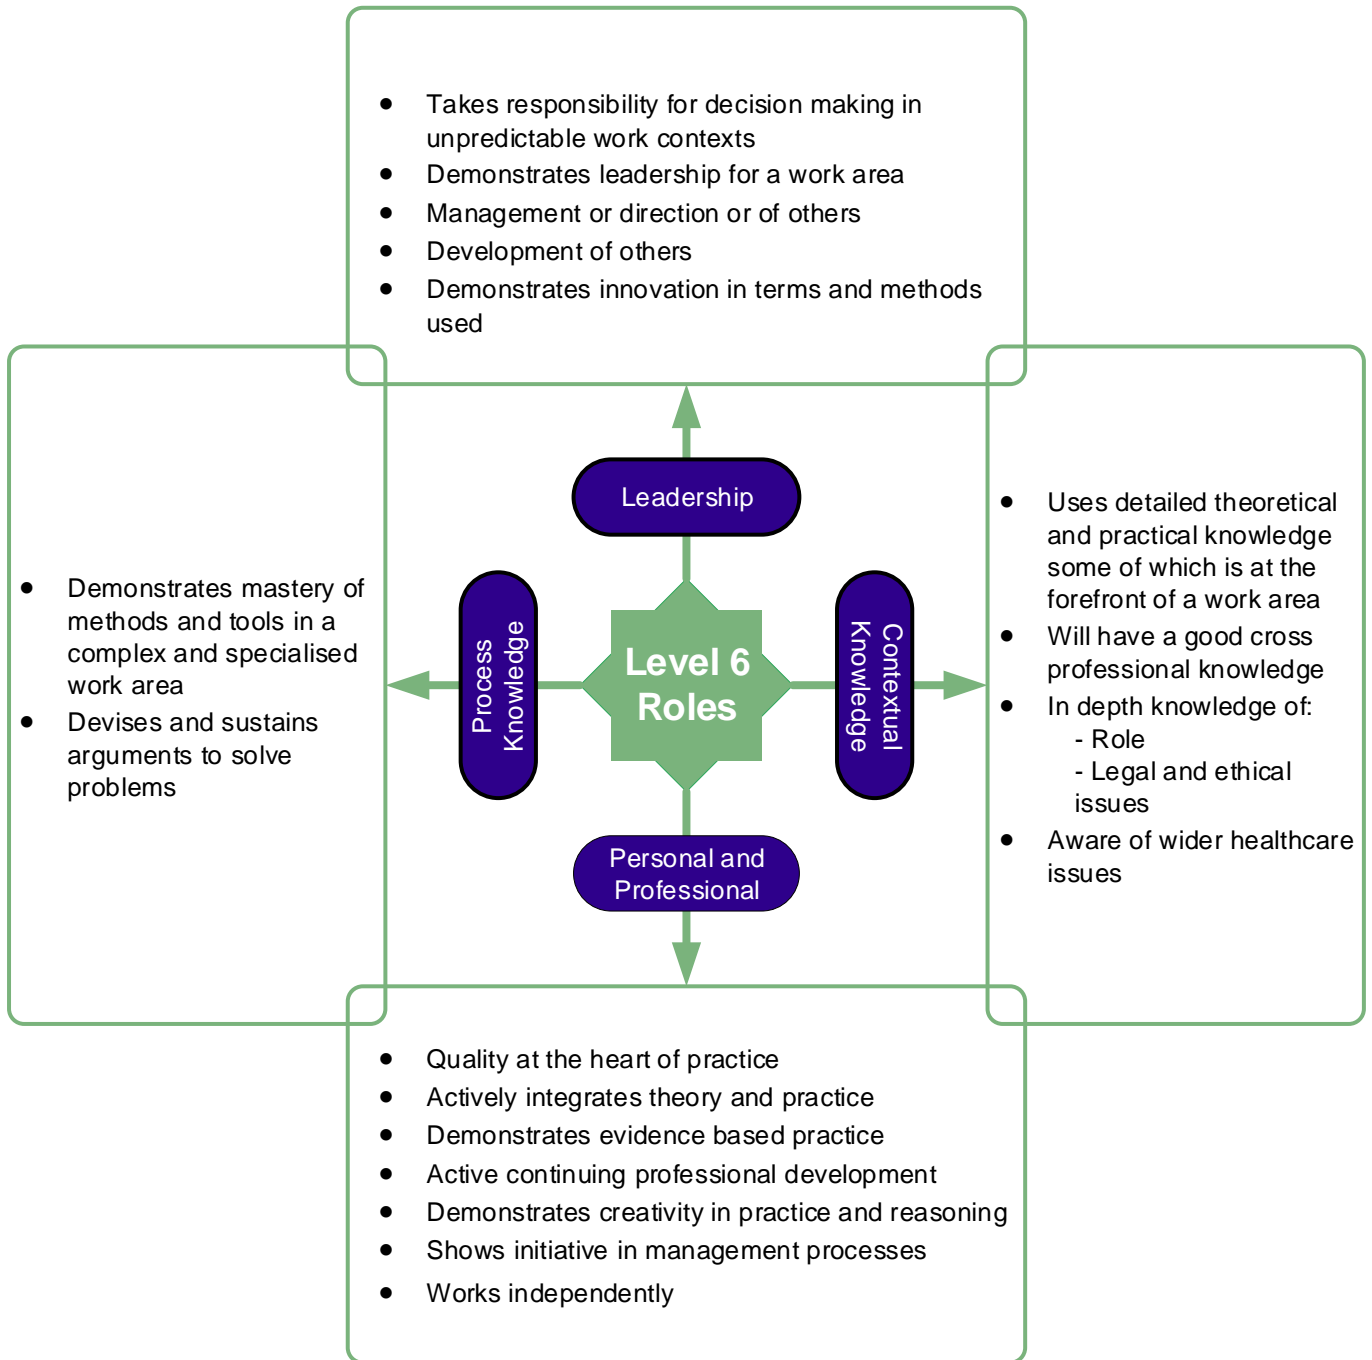 • Takes responsibility for decision making in
unpredictable work contexts
• Demonstrates leadership for a work area
• Management or direction or of others
• Development of others
• Demonstrates innovation in terms and methods
used
Leadership
• Demonstrates mastery of
methods and tools in a
complex and specialised
work area
• Devises and sustains
arguments to solve
problems
Process
Knowledge
Level 6
Roles
Contextual
Knowledge
• Uses detailed theoretical
and practical knowledge
some of which is at the
forefront of a work area
• Will have a good cross
professional knowledge
• In depth knowledge of:
- Role
- Legal and ethical
issues
• Aware of wider healthcare
issues
Personal and
Professional
• Quality at the heart of practice
• Actively integrates theory and practice
• Demonstrates evidence based practice
• Active continuing professional development
• Demonstrates creativity in practice and reasoning
• Shows initiative in management processes
• Works independently